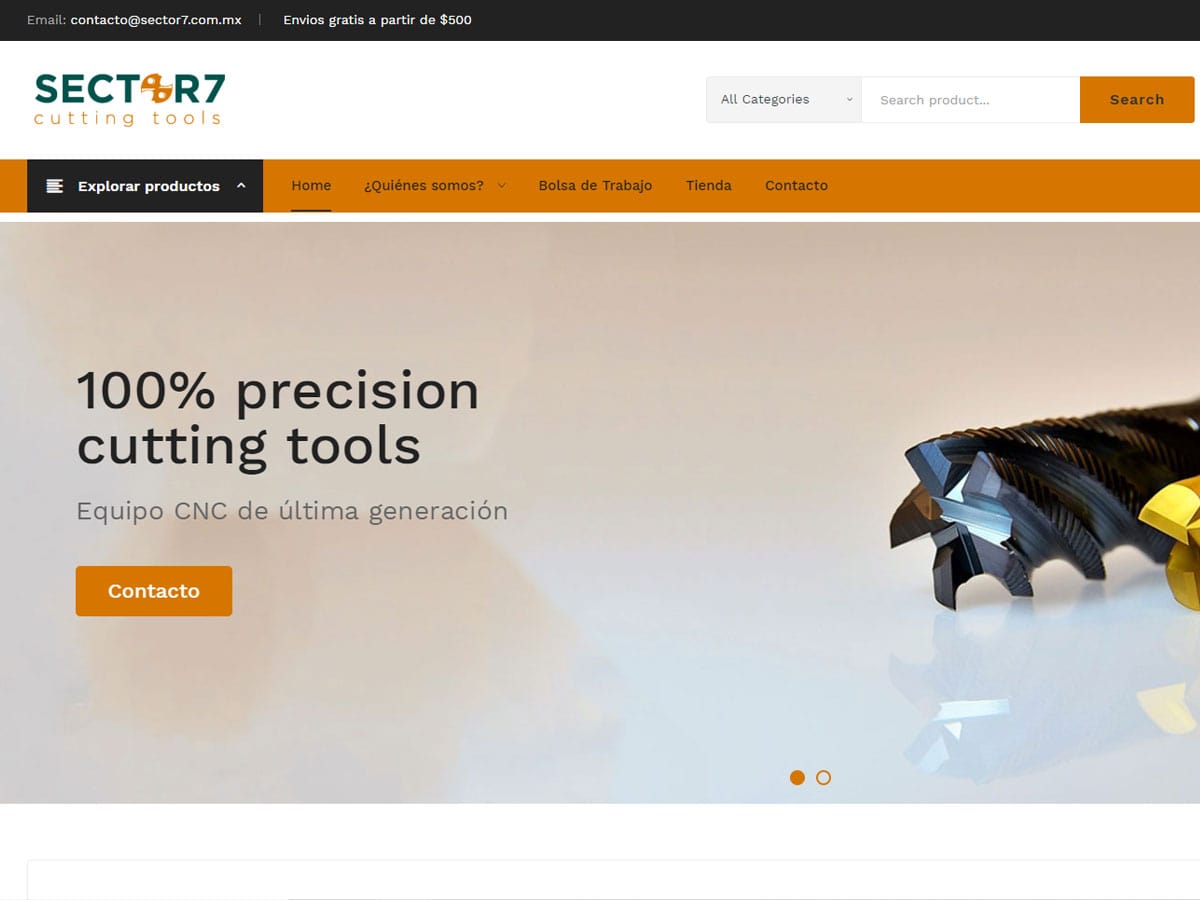 Email: contacto@sector7.com.mx | Envios gratis a partir de $500
SECTOR7
cutting tools
All Categories
Search product...
Search
Explorar productos
Home
¿Quiénes somos?
Bolsa de Trabajo
Tienda
Contacto
100% precision
cutting tools
Equipo CNC de última generación
Contacto